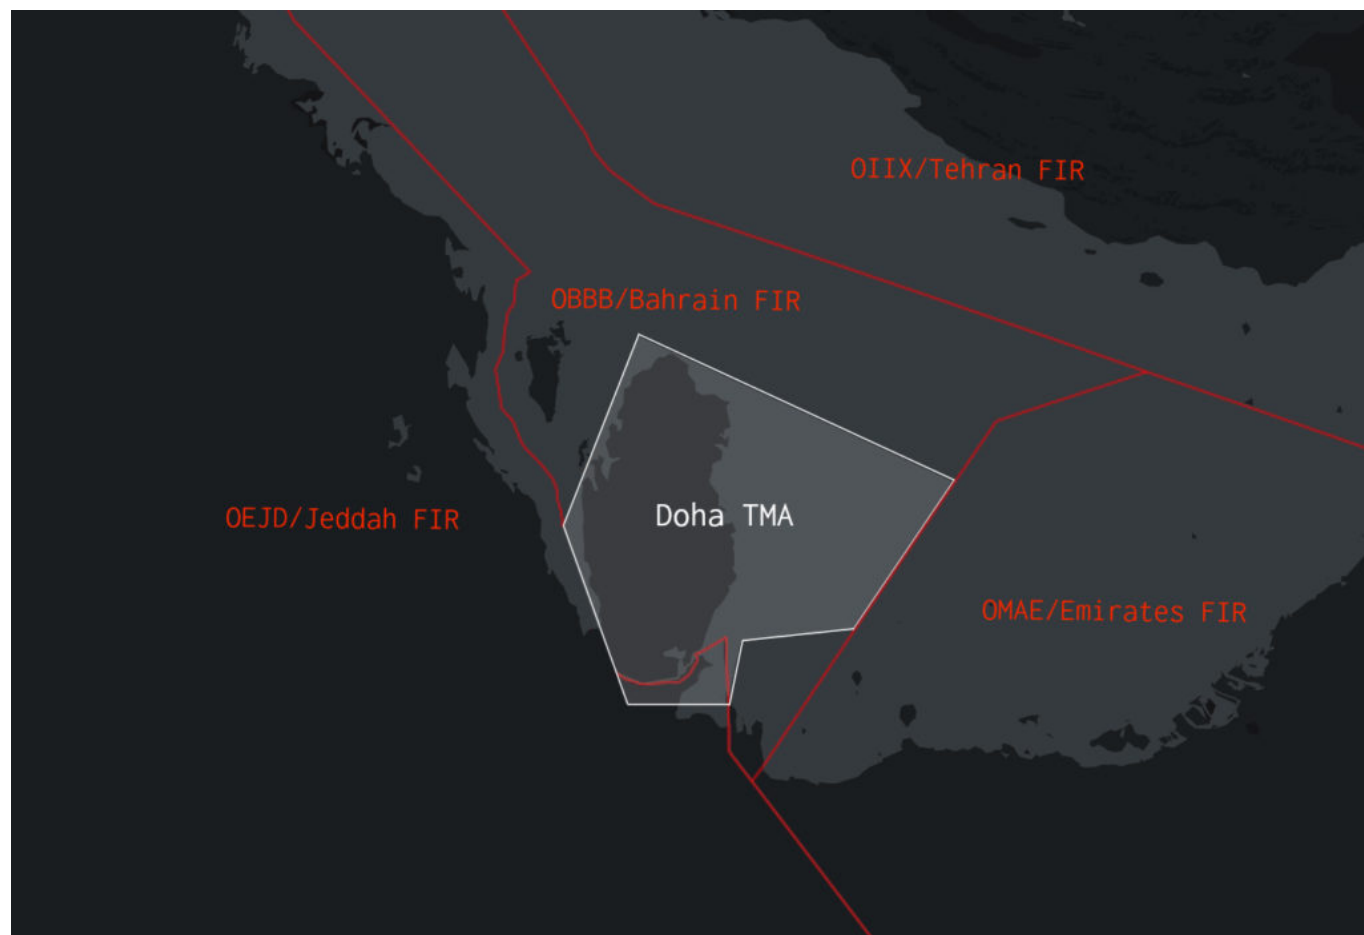 OIIX/Tehran FIR
OBBB/Bahrain FIR
Doha TMA
OEJD/Jeddah FIR
OMAE/Emirates FIR